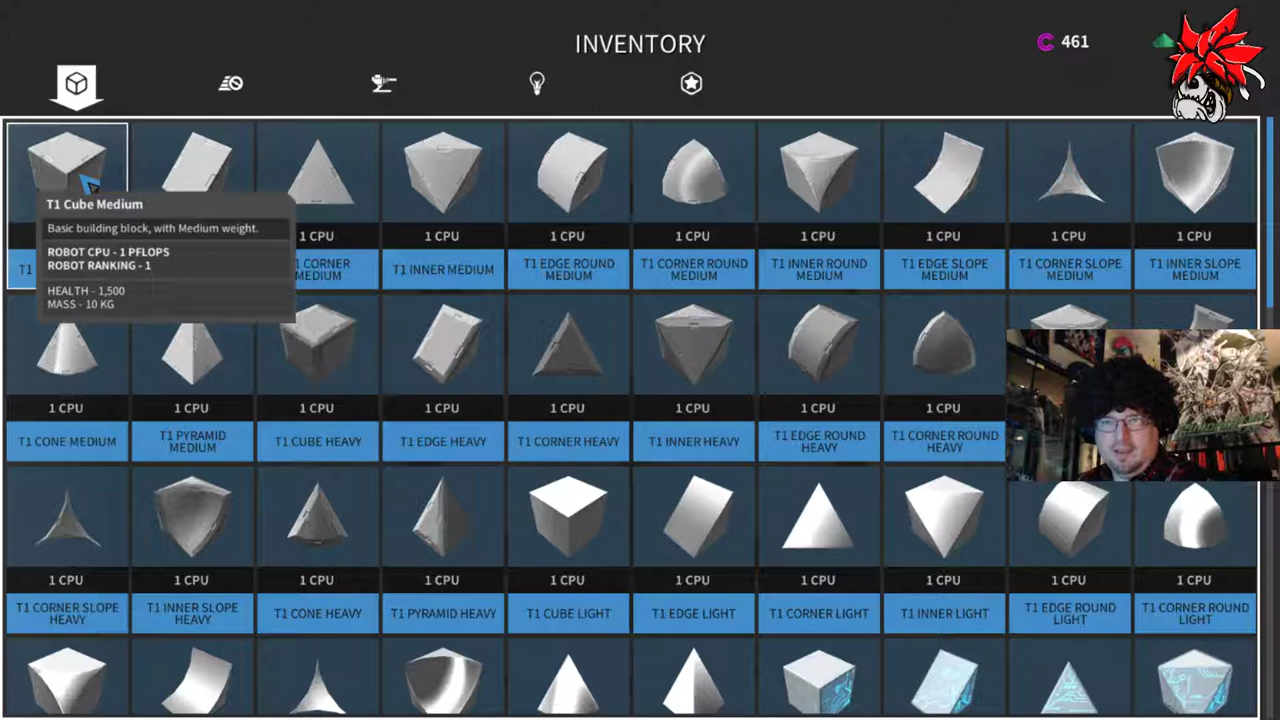 INVENTORY
461
T1 Cube Medium
Basic building block, with Medium weight.
ROBOT CPU - 1 PFLOPS
ROBOT RANKING - 1
HEALTH - 1,500
MASS - 10 KG
1 CPU
1 CPU
1 CPU
1 CPU
1 CPU
1 CPU
1 CPU
1 CPU
T1
CORNER
MEDIUM
T1 INNER MEDIUM
T1 EDGE ROUND
MEDIUM
T1 CORNER ROUND
MEDIUM
T1 INNER ROUND
MEDIUM
T1 EDGE SLOPE
MEDIUM
T1 CORNER SLOPE
MEDIUM
T1 INNER SLOPE
MEDIUM
1 CPU
1 CPU
1 CPU
1 CPU
1 CPU
1 CPU
1 CPU
1 CPU
T1 CONE MEDIUM
T1 PYRAMID
MEDIUM
T1 CUBE HEAVY
T1 EDGE HEAVY
T1 CORNER HEAVY
T1 INNER HEAVY
T1 EDGE ROUND
HEAVY
T1 CORNER ROUND
HEAVY
1 CPU
1 CPU
1 CPU
1 CPU
1 CPU
1 CPU
1 CPU
1 CPU
1 CPU
1 CPU
T1 CORNER SLOPE
HEAVY
T1 INNER SLOPE
HEAVY
T1 CONE HEAVY
T1 PYRAMID HEAVY
T1 CUBE LIGHT
T1 EDGE LIGHT
T1 CORNER LIGHT
T1 INNER LIGHT
T1 EDGE ROUND
LIGHT
T1 CORNER ROUND
LIGHT